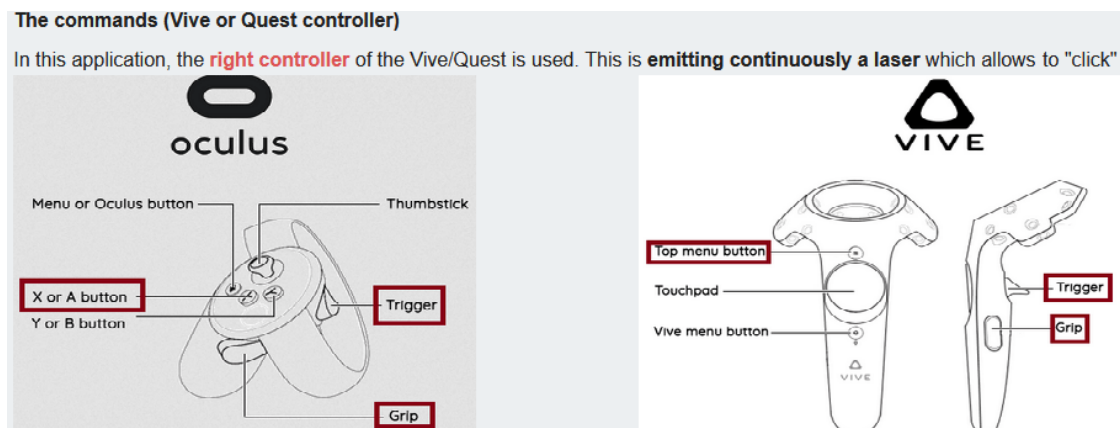 The commands (Vive or Quest controller)
In this application, the right controller of the Vive/Quest is used. This is emitting continuously a laser which allows to "click"
oculus
Menu or Oculus button
Thumbstick
X or A button
Trigger
Y or B button
Grip
VIVE
Top menu button
Touchpad
Trigger
Vive menu button
Grip
VIVE